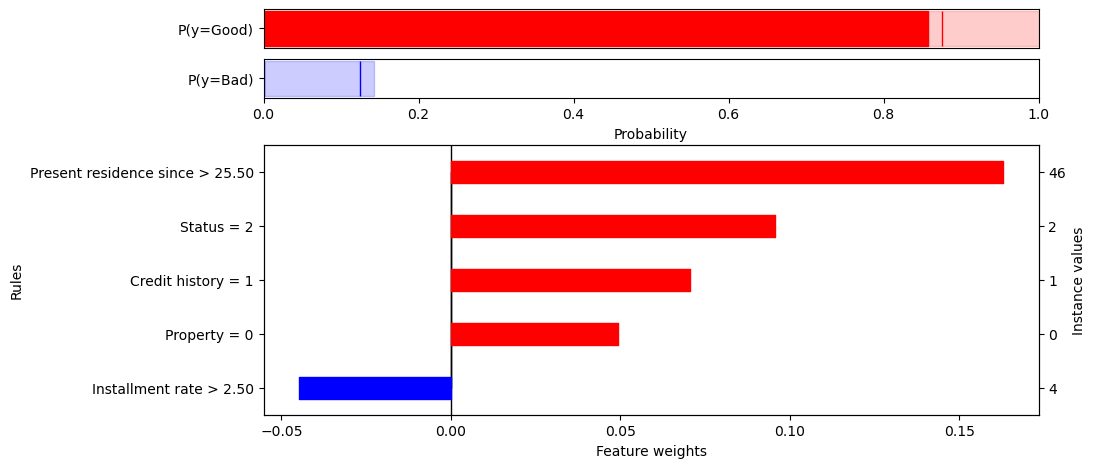 P(y=Good)
P(y=Bad)
0.0 0.2 0.4 0.6 0.8 1.0
Probability
Present residence since > 25.50 46
Status = 2 2
Credit history = 1 1
Property = 0 0
Installment rate > 2.50 4
Rules
Instance values
−0.05 0.00 0.05 0.10 0.15
Feature weights